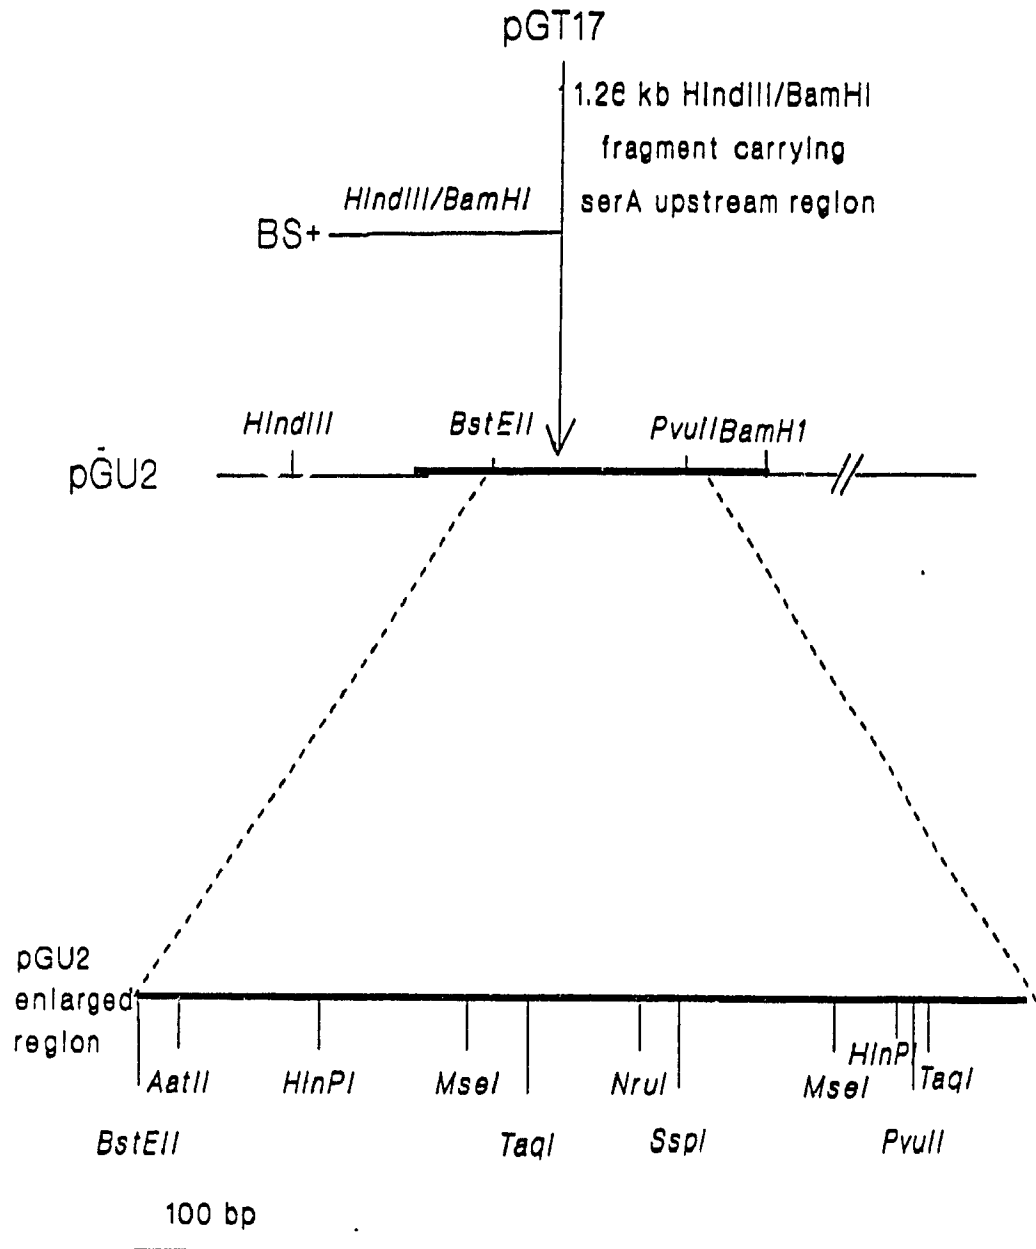 pGT17
1.26 kb HindIII/BamHI
fragment carrying
serA upstream region
HindIII/BamHI
BS+
HindIII
BstEII
PvuII
BamH1
pGU2
pGU2
enlarged
region
AatII
HinPI
MseI
NruI
MseI
HinPI
TaqI
BstEII
TaqI
SspI
PvuII
100 bp